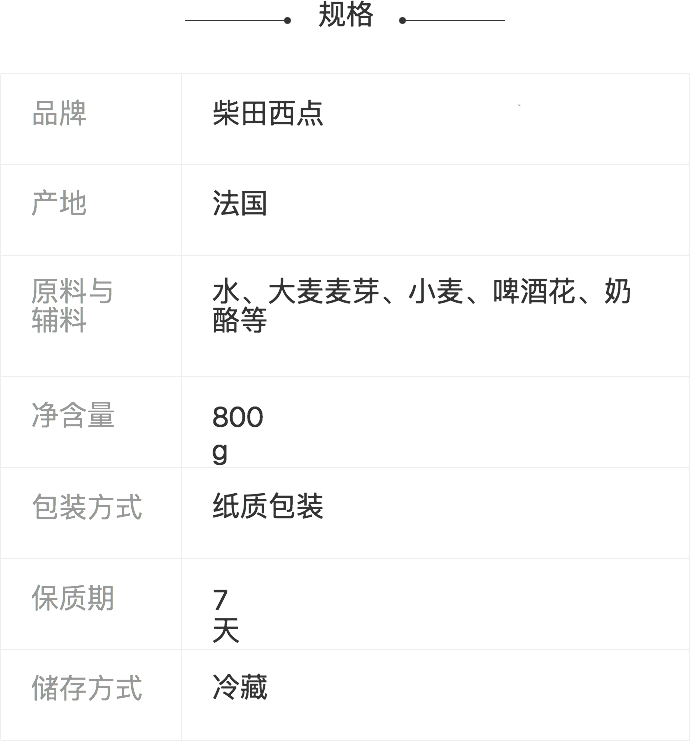 规格
品牌
柴田西点
产地
法国
原料与
辅料
水、大麦麦芽、小麦、啤酒花、奶
酪等
净含量
800
g
包装方式
纸质包装
保质期
7
天
储存方式
冷藏